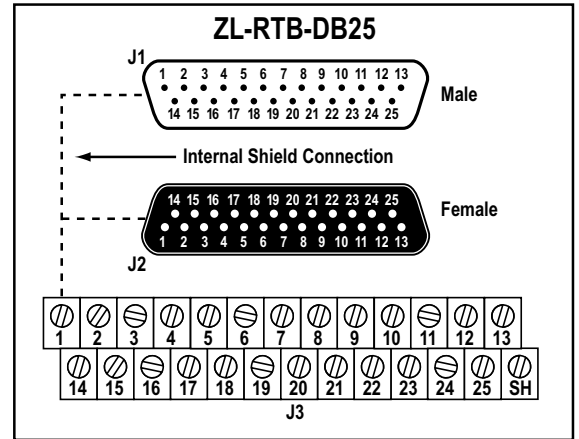 ZL-RTB-DB25
J1
1 2 3 4 5 6 7 8 9 10 11 12 13
14 15 16 17 18 19 20 21 22 23 24 25
Male
Internal Shield Connection
14 15 16 17 18 19 20 21 22 23 24 25
1 2 3 4 5 6 7 8 9 10 11 12 13
Female
J2
1 2 3 4 5 6 7 8 9 10 11 12 13
14 15 16 17 18 19 20 21 22 23 24 25 SH
J3